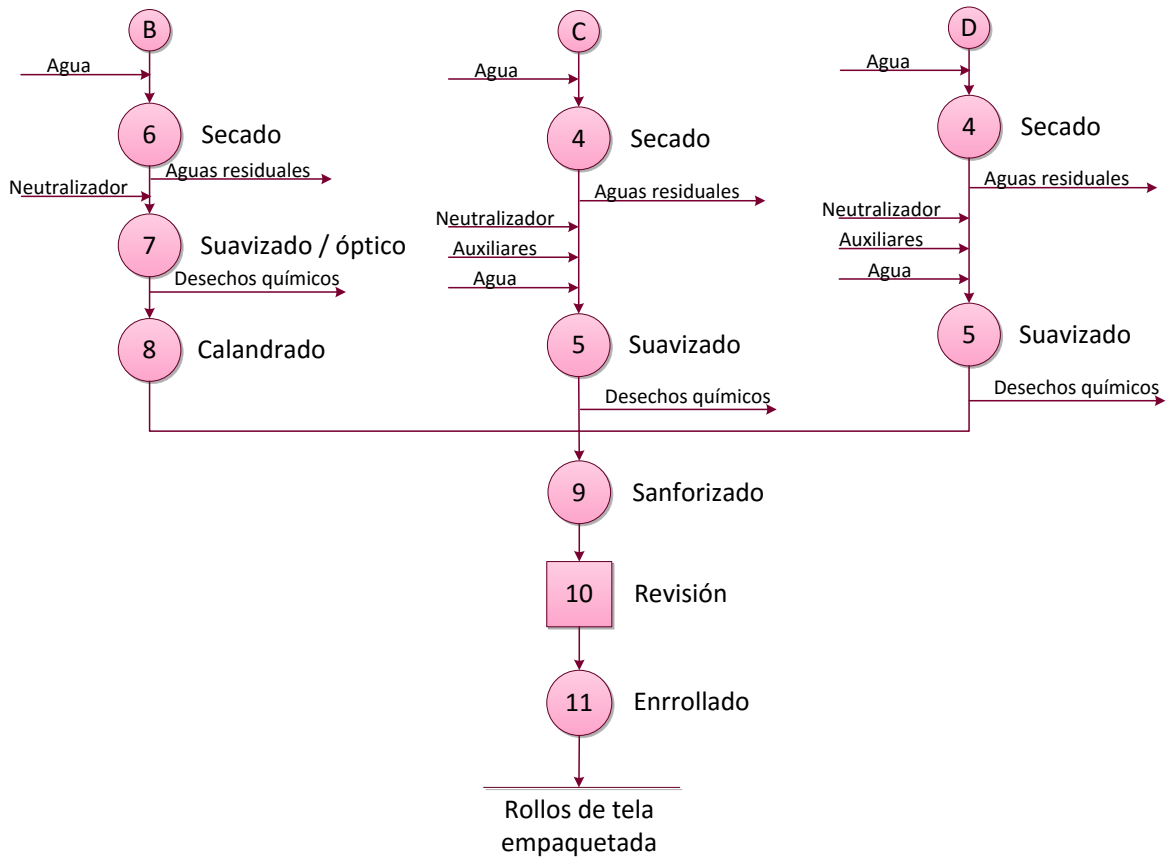 B
C
D
Agua
Agua
Agua
6
Secado
4
Secado
4
Secado
Aguas residuales
Aguas residuales
Aguas residuales
Neutralizador
Neutralizador
Neutralizador
7
Suavizado / óptico
Auxiliares
Auxiliares
Desechos químicos
Agua
Agua
8
Calandrado
5
Suavizado
5
Suavizado
Desechos químicos
Desechos químicos
9
Sanforizado
10
Revisión
11
Enrrollado
Rollos de tela
empaquetada